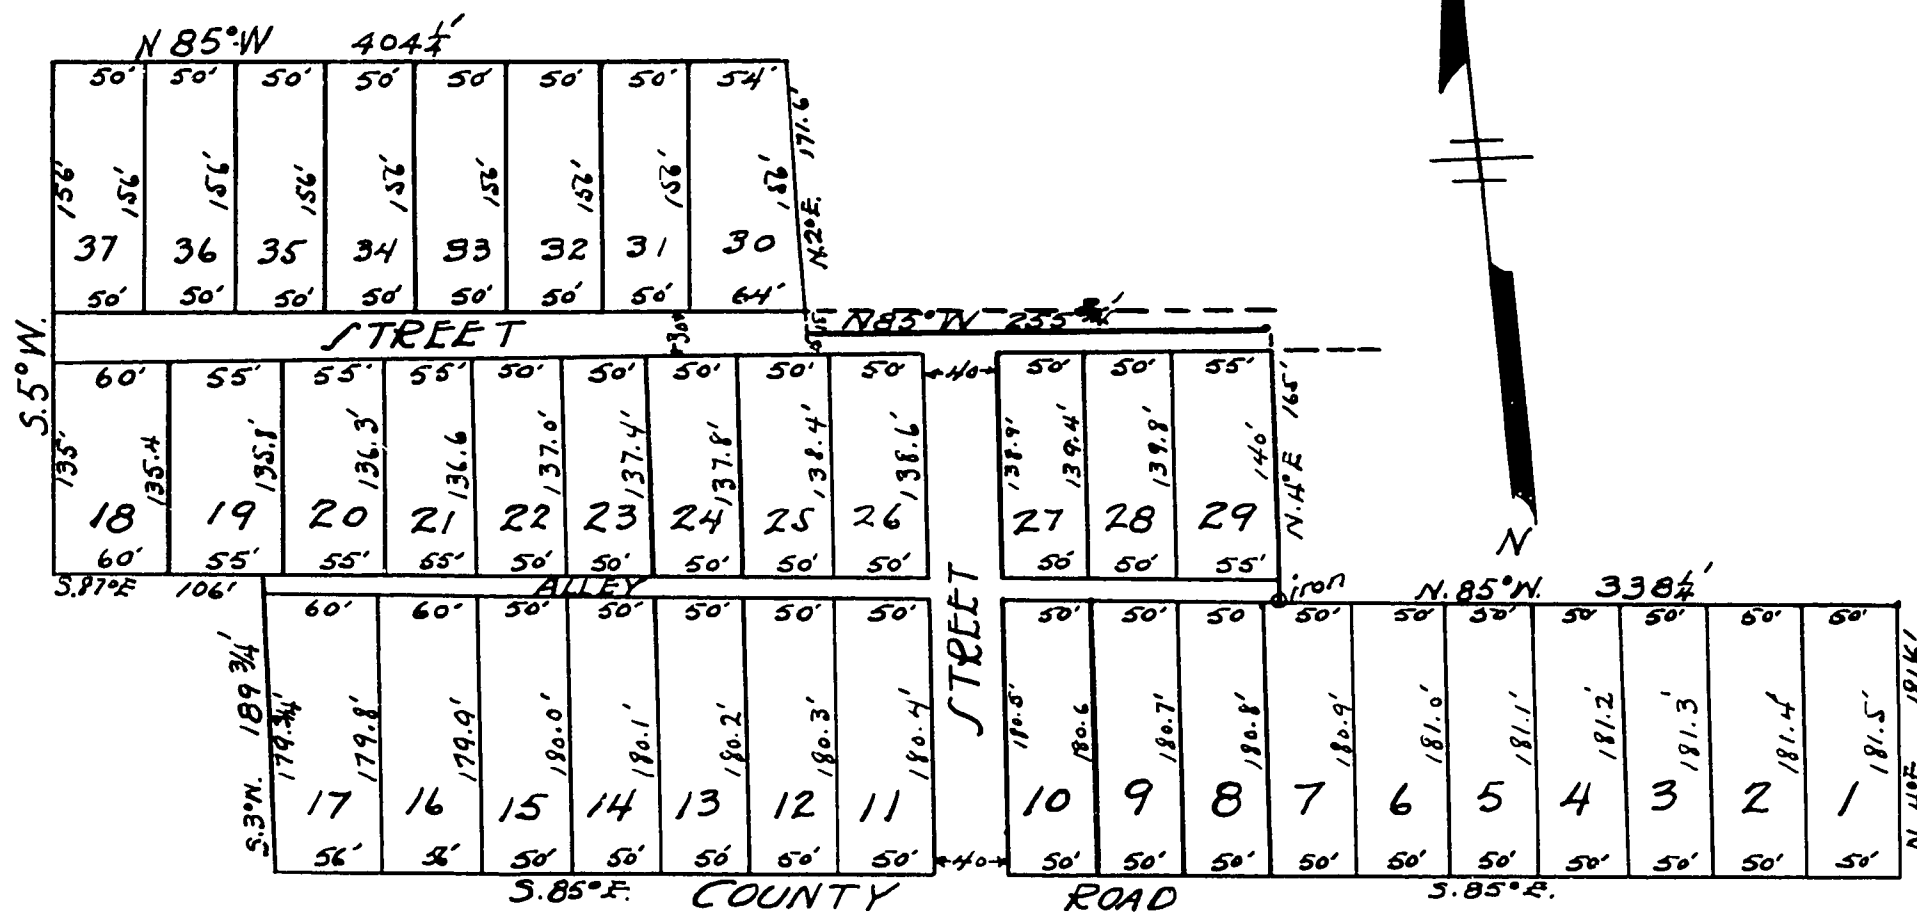 N 85° W 404 1/4'
50' 50' 50' 50' 50' 50' 50' 54'
156' 156' 156' 156' 156' 156' 156' 156' 156' N.2°E. 171.6'
37 36 35 34 33 32 31 30
50' 50' 50' 50' 50' 50' 50' 64'
S.5°W.
STREET 30' 15' N 85° W 255
60' 55' 55' 55' 50' 50' 50' 50' 50' 40 50' 50' 55'
135' 135.4 135.8' 136.3' 136.6 137.0' 137.4' 137.8' 138.4' 138.6' 138.9' 139.4' 139.8' 140' N.4°E 165'
18 19 20 21 22 23 24 25 26 27 28 29
60' 55' 55' 55' 50' 50' 50' 50' 50' 50' 50' 55'
N
S.87°E 106' ALLEY iron N. 85° W. 338 1/4'
60' 60' 50' 50' 50' 50' 50' 50' 50' 50 50' 50' 50' 50' 50' 50' 50'
STREET
S.3°W. 189 3/4' 179.8' 179.9' 180.0' 180.1' 180.2' 180.3' 180.4' 180.5' 180.6 180.7' 180.8' 180.9' 181.0' 181.1' 181.2' 181.3' 181.4' 181.5'
17 16 15 14 13 12 11 10 9 8 7 6 5 4 3 2 1
56' 56' 50' 50' 50' 50' 50' 40 50' 50' 50' 50' 50' 50' 50' 50' 50' 50'
S.85°E. COUNTY ROAD S.85°E.